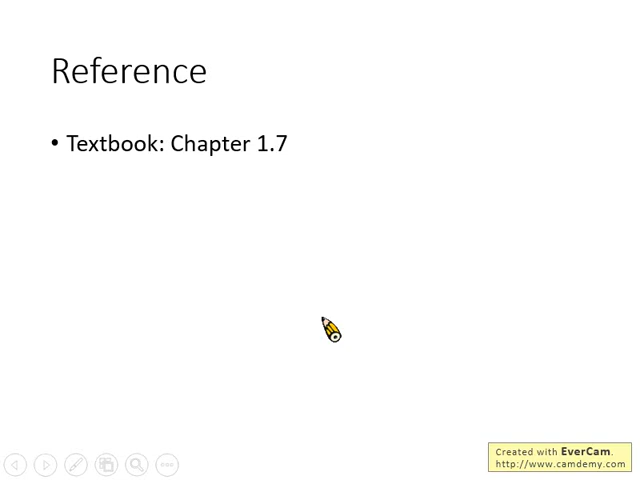 Reference
• Textbook: Chapter 1.7
Created with EverCam.
http://www.camdemy.com